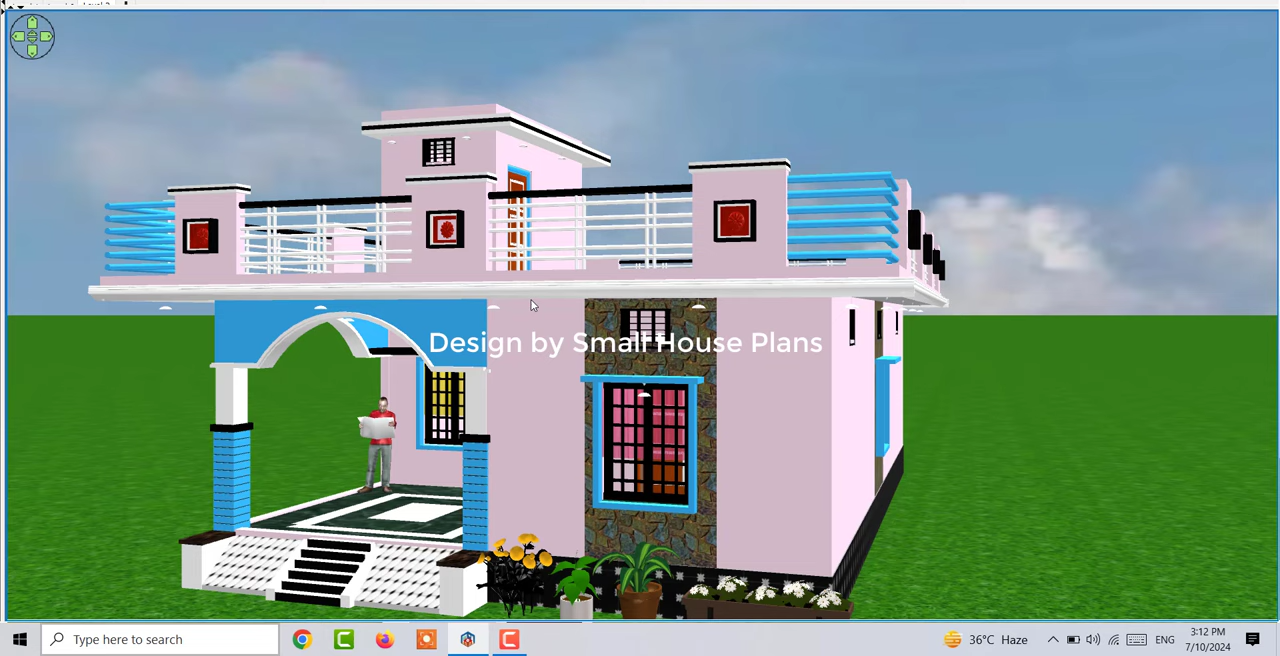 Design by Small House Plans
Type here to search
36°C Haze
ENG
3:12 PM
7/10/2024